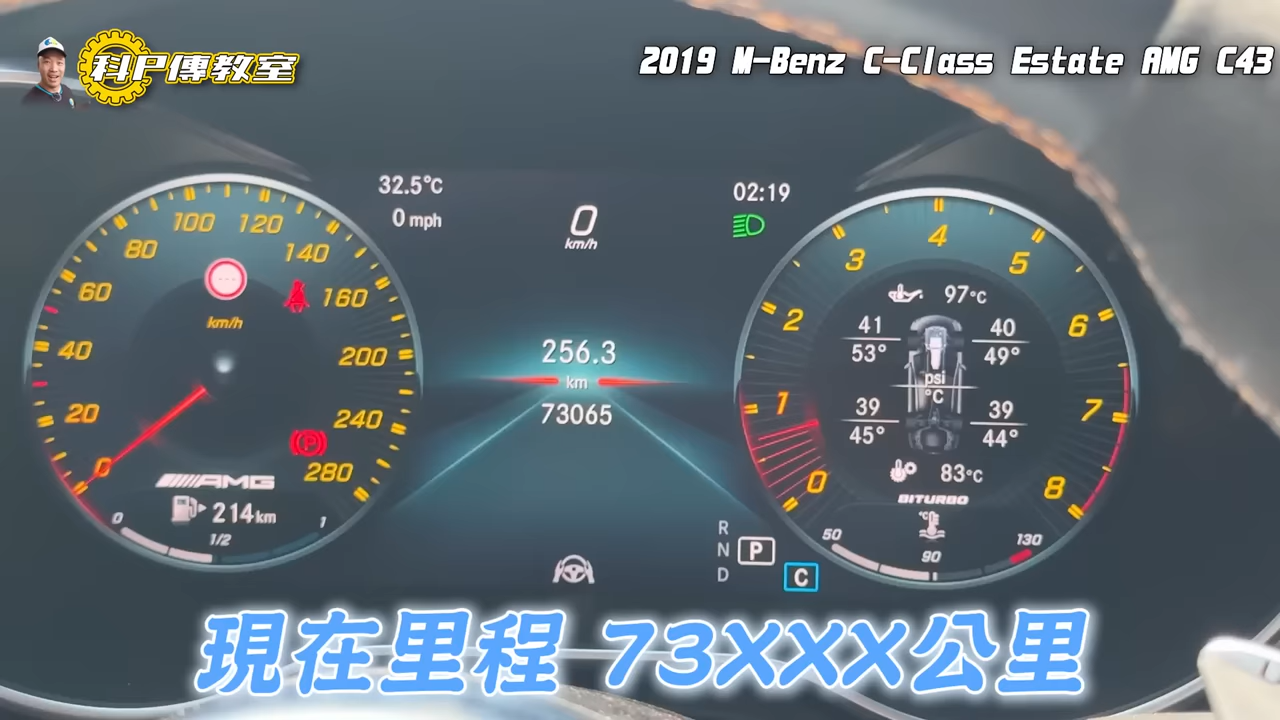 科P傳教室
2019 M-Benz C-Class Estate AMG C43
32.5°C
0 mph
0
km/h
02:19
0 20 40 60 80 100 120 140 160 200 240 280
km/h
AMG
214km
0 1/2 1
256.3
km
73065
R
N P
D C
0 1 2 3 4 5 6 7 8
97°C
41 40
53° 49°
psi
°C
39 39
45° 44°
83°C
BITURBO
°C
50 90 130
現在里程 73XXX公里